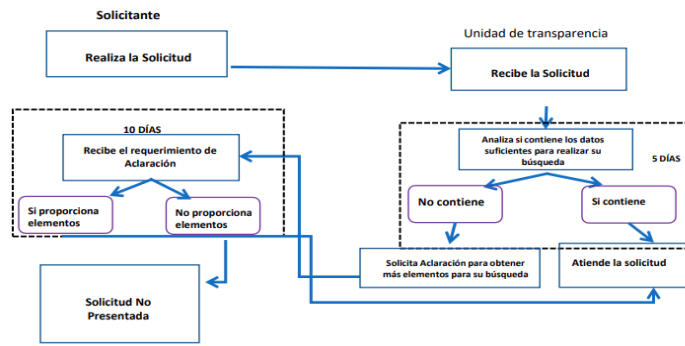 Solicitante
Unidad de transparencia
Realiza la Solicitud
Recibe la Solicitud
10 DÍAS
Recibe el requerimiento de
Aclaración
Analiza si contiene los datos
suficientes para realizar su
búsqueda
5 DÍAS
Si proporciona
elementos
No proporciona
elementos
No contiene
Si contiene
Solicita Aclaración para obtener
más elementos para su búsqueda
Atiende la solicitud
Solicitud No
Presentada